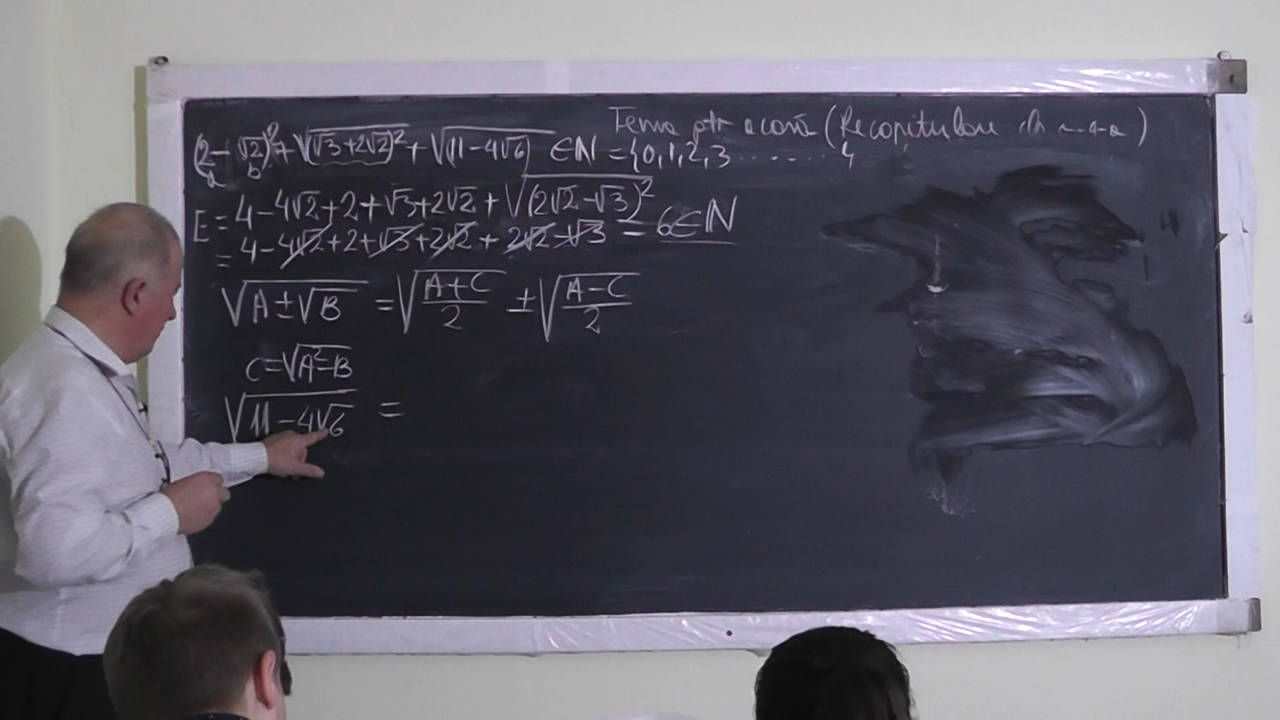 Temă ptr acasă (Recapitulare
(2-√2)²+√(√3+2√2)²+√11-4√6 ∈ℕ={0,1,2,3.......}
a b
E=4-4√2+2+√3+2√2+√(2√2-√3)²
=4-4√2+2+√3+2√2+2√2-√3=6∈ℕ
√A±√B=√A+C/2 ±√A-C/2
C=√A²-B
√11-4√6 =